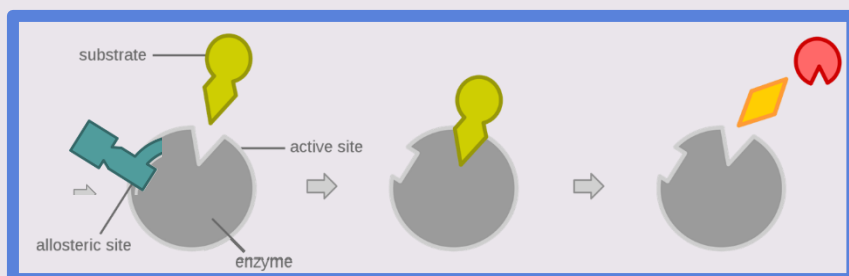 substrate
active site
allosteric site
enzyme